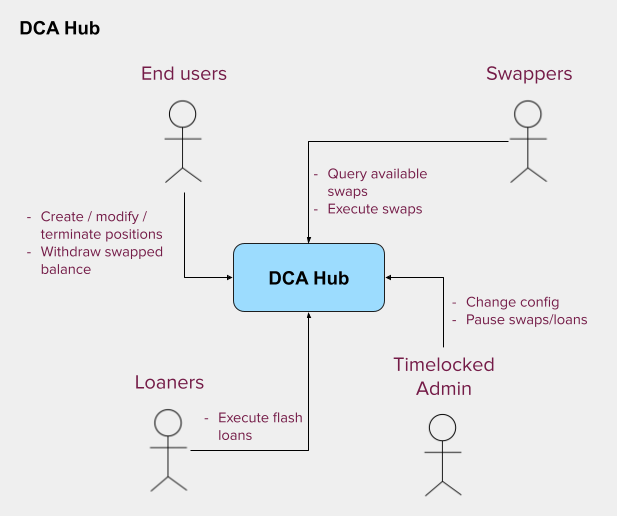 DCA Hub
End users
Swappers
- Query available
swaps
- Execute swaps
- Create / modify /
terminate positions
- Withdraw swapped
balance
DCA Hub
- Change config
- Pause swaps/loans
Timelocked
Admin
Loaners
- Execute flash
loans